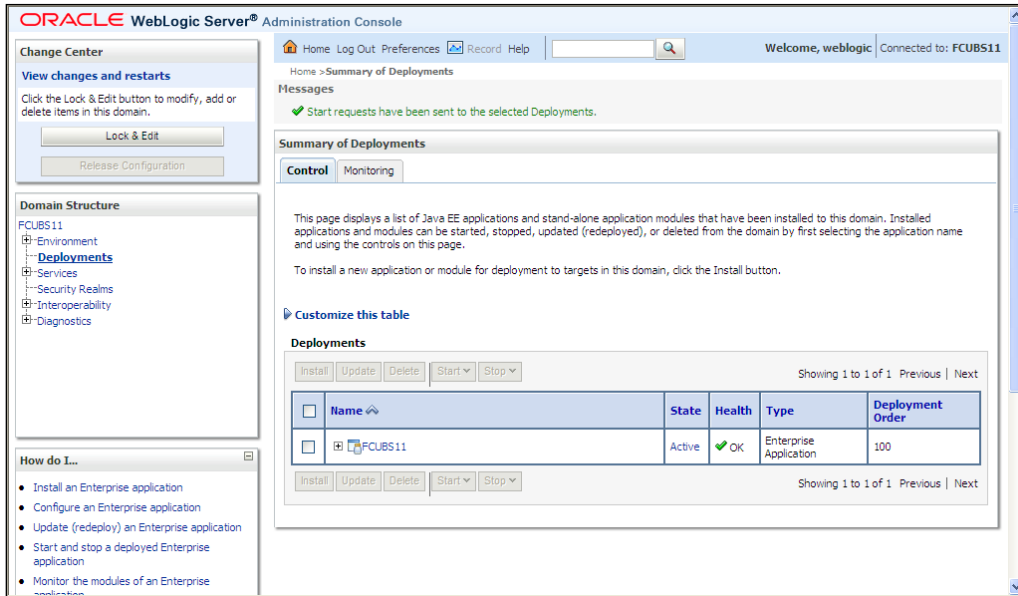 ORACLE WebLogic Server® Administration Console
Change Center
View changes and restarts
Click the Lock & Edit button to modify, add or
delete items in this domain.
Lock & Edit
Release Configuration
Domain Structure
FCUBS11
Environment
Deployments
Services
Security Realms
Interoperability
Diagnostics
How do I...
Install an Enterprise application
Configure an Enterprise application
Update (redeploy) an Enterprise application
Start and stop a deployed Enterprise
application
Monitor the modules of an Enterprise
application
Home Log Out Preferences Record Help
Welcome, weblogic Connected to: FCUBS11
Home >Summary of Deployments
Messages
Start requests have been sent to the selected Deployments.
Summary of Deployments
Control Monitoring
This page displays a list of Java EE applications and stand-alone application modules that have been installed to this domain. Installed
applications and modules can be started, stopped, updated (redeployed), or deleted from the domain by first selecting the application name
and using the controls on this page.
To install a new application or module for deployment to targets in this domain, click the Install button.
Customize this table
Deployments
Install Update Delete Start Stop Showing 1 to 1 of 1 Previous | Next
Name State Health Type Deployment
Order
FCUBS11 Active OK Enterprise
Application 100
Install Update Delete Start Stop Showing 1 to 1 of 1 Previous | Next